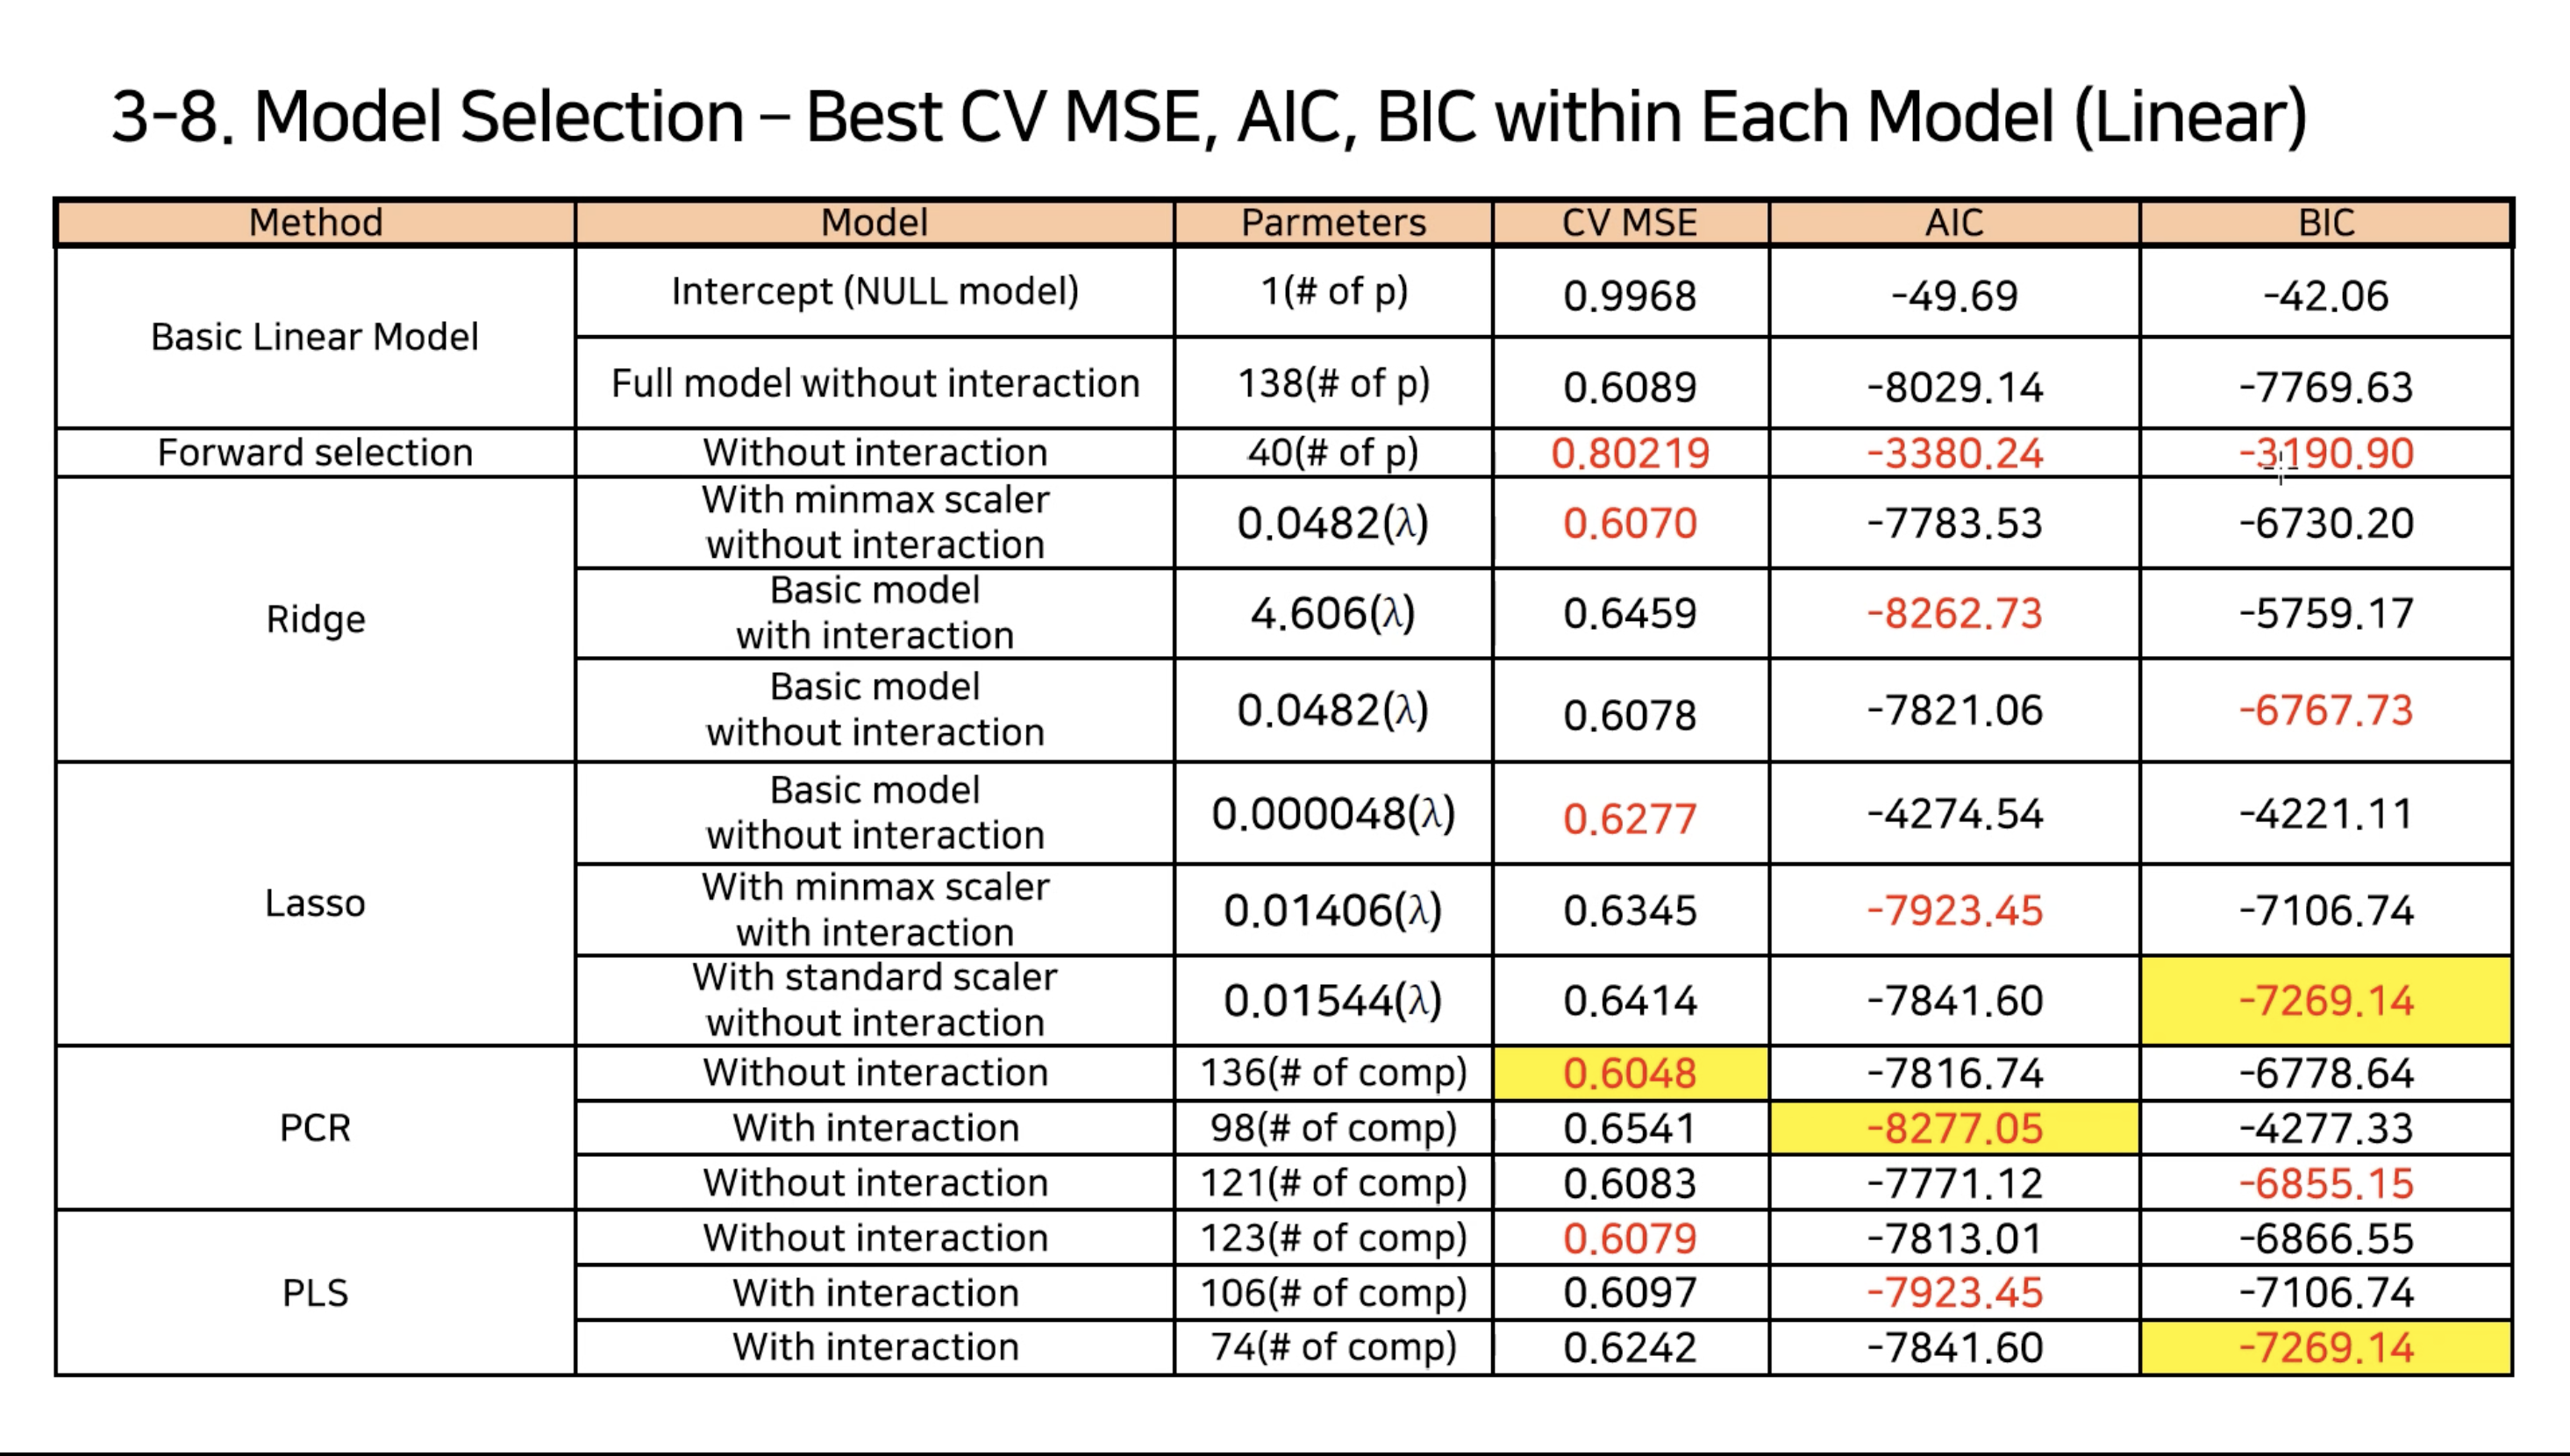 3-8. Model Selection – Best CV MSE, AIC, BIC within Each Model (Linear)
Method Model Parmeters CV MSE AIC BIC
Basic Linear Model
Intercept (NULL model) 1(# of p) 0.9968 -49.69 -42.06
Full model without interaction 138(# of p) 0.6089 -8029.14 -7769.63
Forward selection Without interaction 40(# of p) 0.80219 -3380.24 -3190.90
Ridge
With minmax scaler
without interaction
0.0482(λ) 0.6070 -7783.53 -6730.20
Basic model
with interaction
4.606(λ) 0.6459 -8262.73 -5759.17
Basic model
without interaction
0.0482(λ) 0.6078 -7821.06 -6767.73
Lasso
Basic model
without interaction
0.000048(λ) 0.6277 -4274.54 -4221.11
With minmax scaler
with interaction
0.01406(λ) 0.6345 -7923.45 -7106.74
With standard scaler
without interaction
0.01544(λ) 0.6414 -7841.60 -7269.14
PCR
Without interaction 136(# of comp) 0.6048 -7816.74 -6778.64
With interaction 98(# of comp) 0.6541 -8277.05 -4277.33
Without interaction 121(# of comp) 0.6083 -7771.12 -6855.15
PLS
Without interaction 123(# of comp) 0.6079 -7813.01 -6866.55
With interaction 106(# of comp) 0.6097 -7923.45 -7106.74
With interaction 74(# of comp) 0.6242 -7841.60 -7269.14